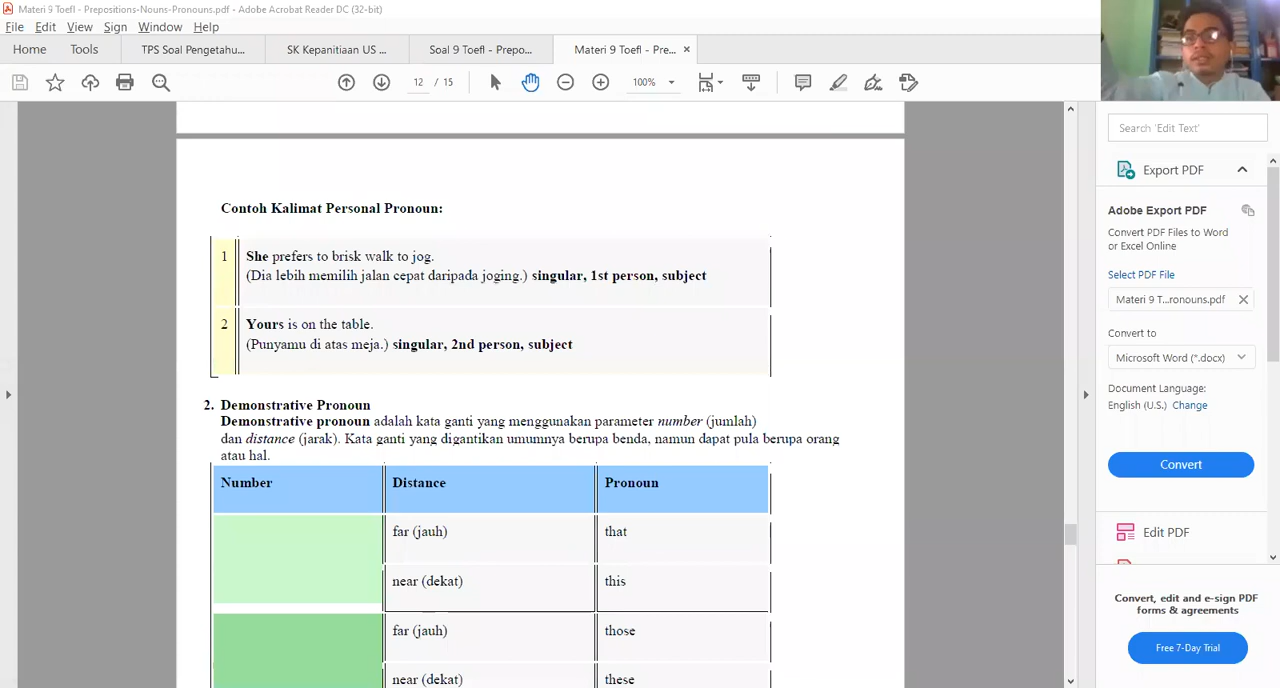 Materi 9 Toefl - Prepositions-Nouns-Pronouns.pdf - Adobe Acrobat Reader DC (32-bit)
File Edit View Sign Window Help
Home Tools TPS Soal Pengetahu... SK Kepanitiaan US ... Soal 9 Toefl - Prepo... Materi 9 Toefl - Pre... ×
12 / 15 100%
Contoh Kalimat Personal Pronoun:
1 She prefers to brisk walk to jog.
(Dia lebih memilih jalan cepat daripada joging.) singular, 1st person, subject
2 Yours is on the table.
(Punyamu di atas meja.) singular, 2nd person, subject
2. Demonstrative Pronoun
Demonstrative pronoun adalah kata ganti yang menggunakan parameter number (jumlah)
dan distance (jarak). Kata ganti yang digantikan umumnya berupa benda, namun dapat pula berupa orang
atau hal.
Number Distance Pronoun
far (jauh) that
near (dekat) this
far (jauh) those
near (dekat) these
Search 'Edit Text'
Export PDF
Adobe Export PDF
Convert PDF Files to Word
or Excel Online
Select PDF File
Materi 9 T...ronouns.pdf
Convert to
Microsoft Word (*.docx)
Document Language:
English (U.S.) Change
Convert
Edit PDF
Convert, edit and e-sign PDF
forms & agreements
Free 7-Day Trial